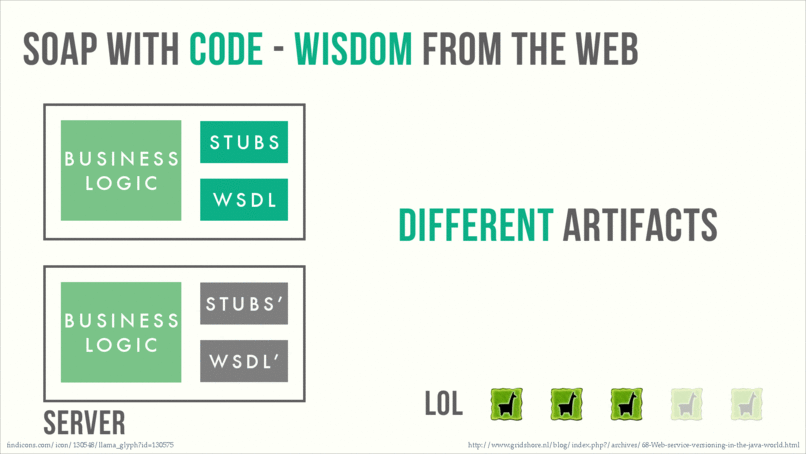 SOAP WITH CODE - WISDOM FROM THE WEB
BUSINESS
LOGIC
STUBS
WSDL
DIFFERENT ARTIFACTS
BUSINESS
LOGIC
STUBS’
WSDL’
SERVER
LOL
findicons.com/icon/130548/llama_glyph?id=130575
http://www.gridshore.nl/blog/index.php?/archives/68-Web-service-versioning-in-the-java-world.html